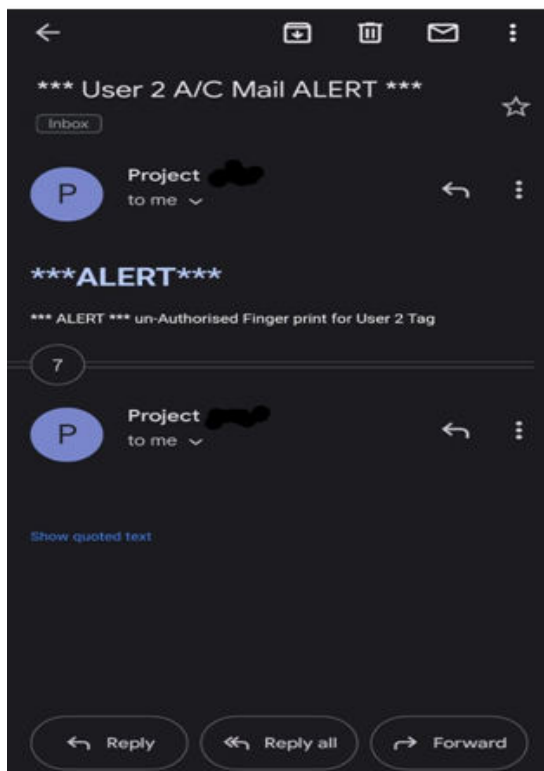 *** User 2 A/C Mail ALERT ***
Inbox
P
Project
to me
***ALERT***
*** ALERT *** un-Authorised Finger print for User 2 Tag
7
P
Project
to me
Show quoted text
Reply
Reply all
Forward